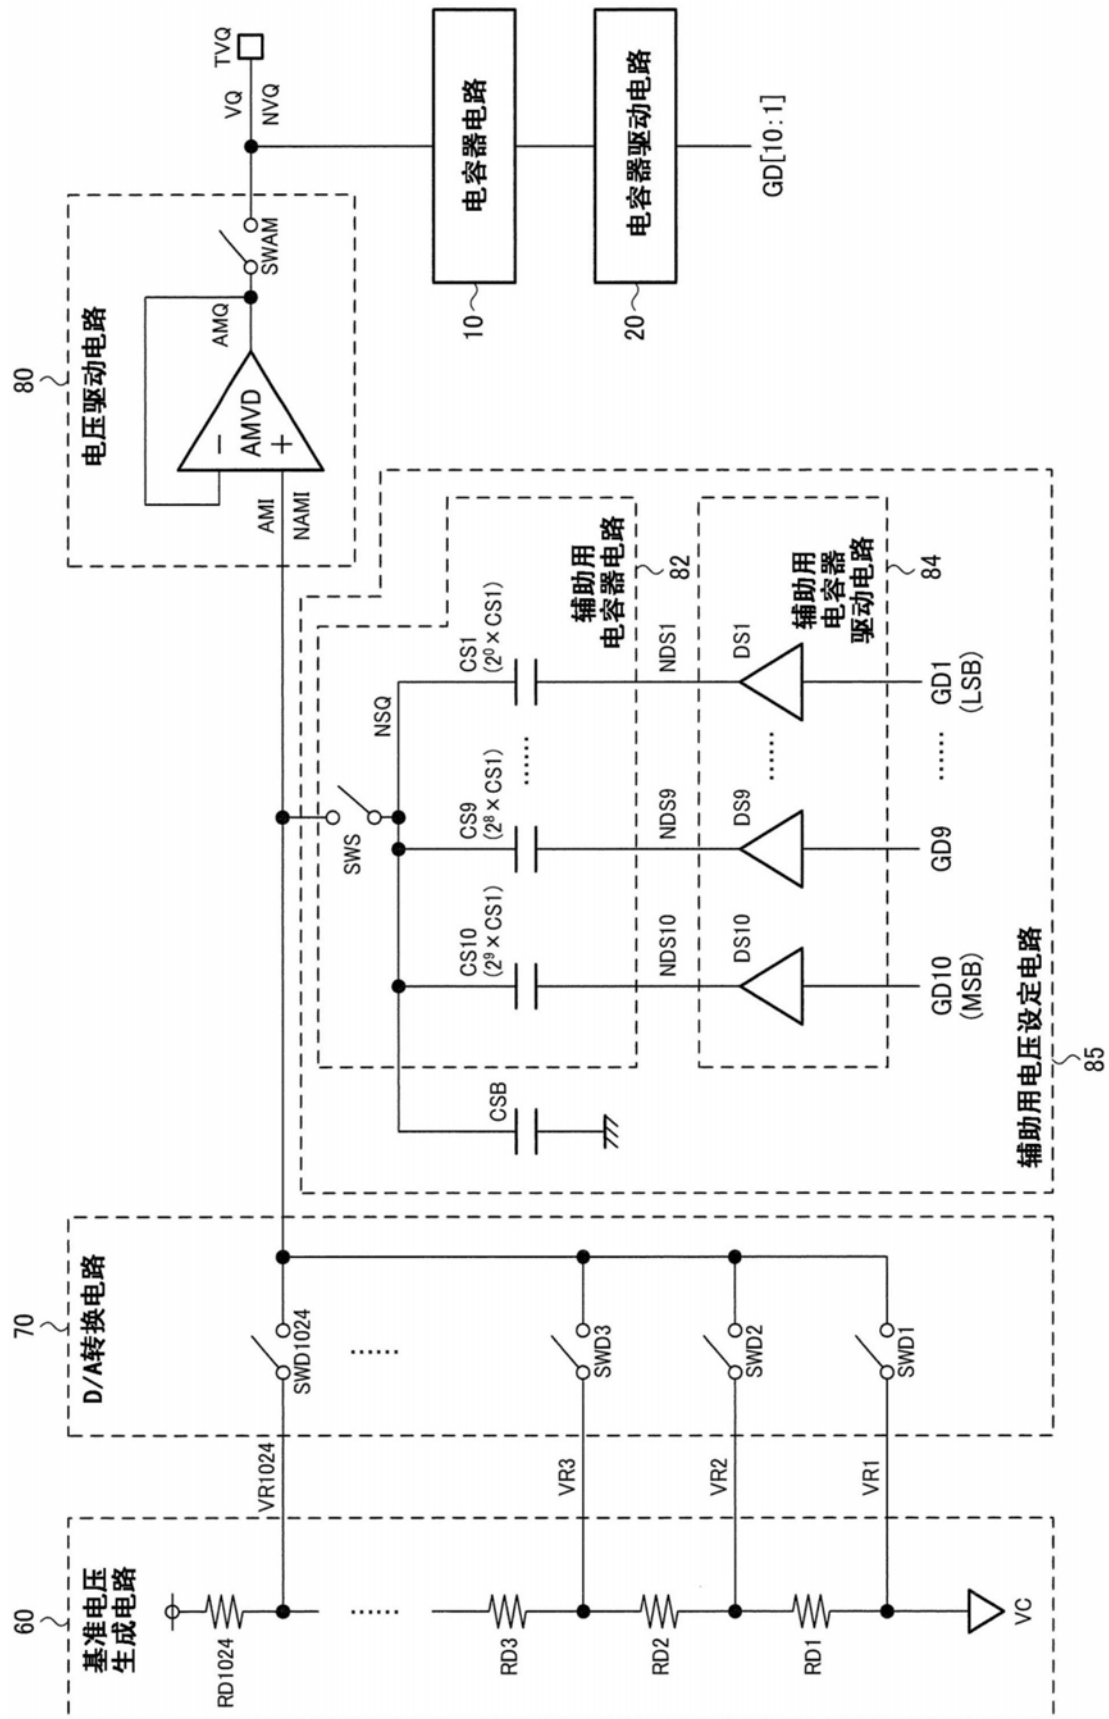 60
基准电压
生成电路
RD1024
RD3
RD2
RD1
VC
VR1024
VR3
VR2
VR1
70
D/A转换电路
SWD1024
SWD3
SWD2
SWD1
……
……
辅助用电压设定电路
85
CSB
SWS
NSQ
CS10
(2⁹×CS1)
CS9
(2⁸×CS1)
……
CS1
(2⁰×CS1)
辅助用
电容器电路
82
NDS10
NDS9
NDS1
DS10
DS9
……
DS1
辅助用
电容器
驱动电路
84
GD10
(MSB)
GD9
……
GD1
(LSB)
80
电压驱动电路
AMI
NAMI
－
AMVD
＋
AMQ
SWAM
VQ
NVQ
TVQ
电容器电路
10
电容器驱动电路
20
GD[10:1]